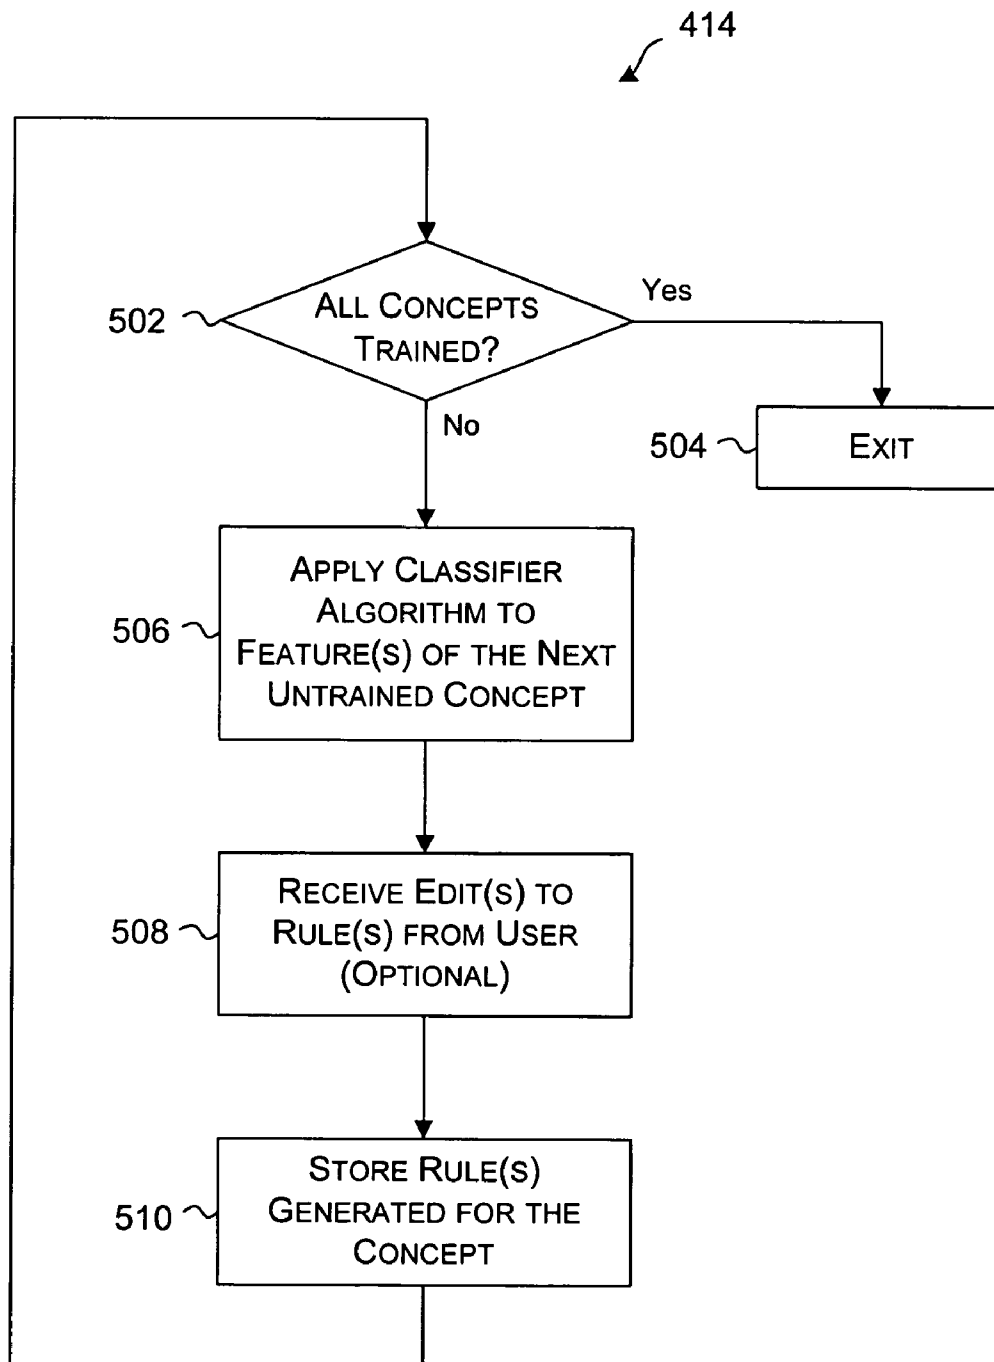 414
502
ALL CONCEPTS
TRAINED?
Yes
No
504
EXIT
506
APPLY CLASSIFIER
ALGORITHM TO
FEATURE(S) OF THE NEXT
UNTRAINED CONCEPT
508
RECEIVE EDIT(S) TO
RULE(S) FROM USER
(OPTIONAL)
510
STORE RULE(S)
GENERATED FOR THE
CONCEPT